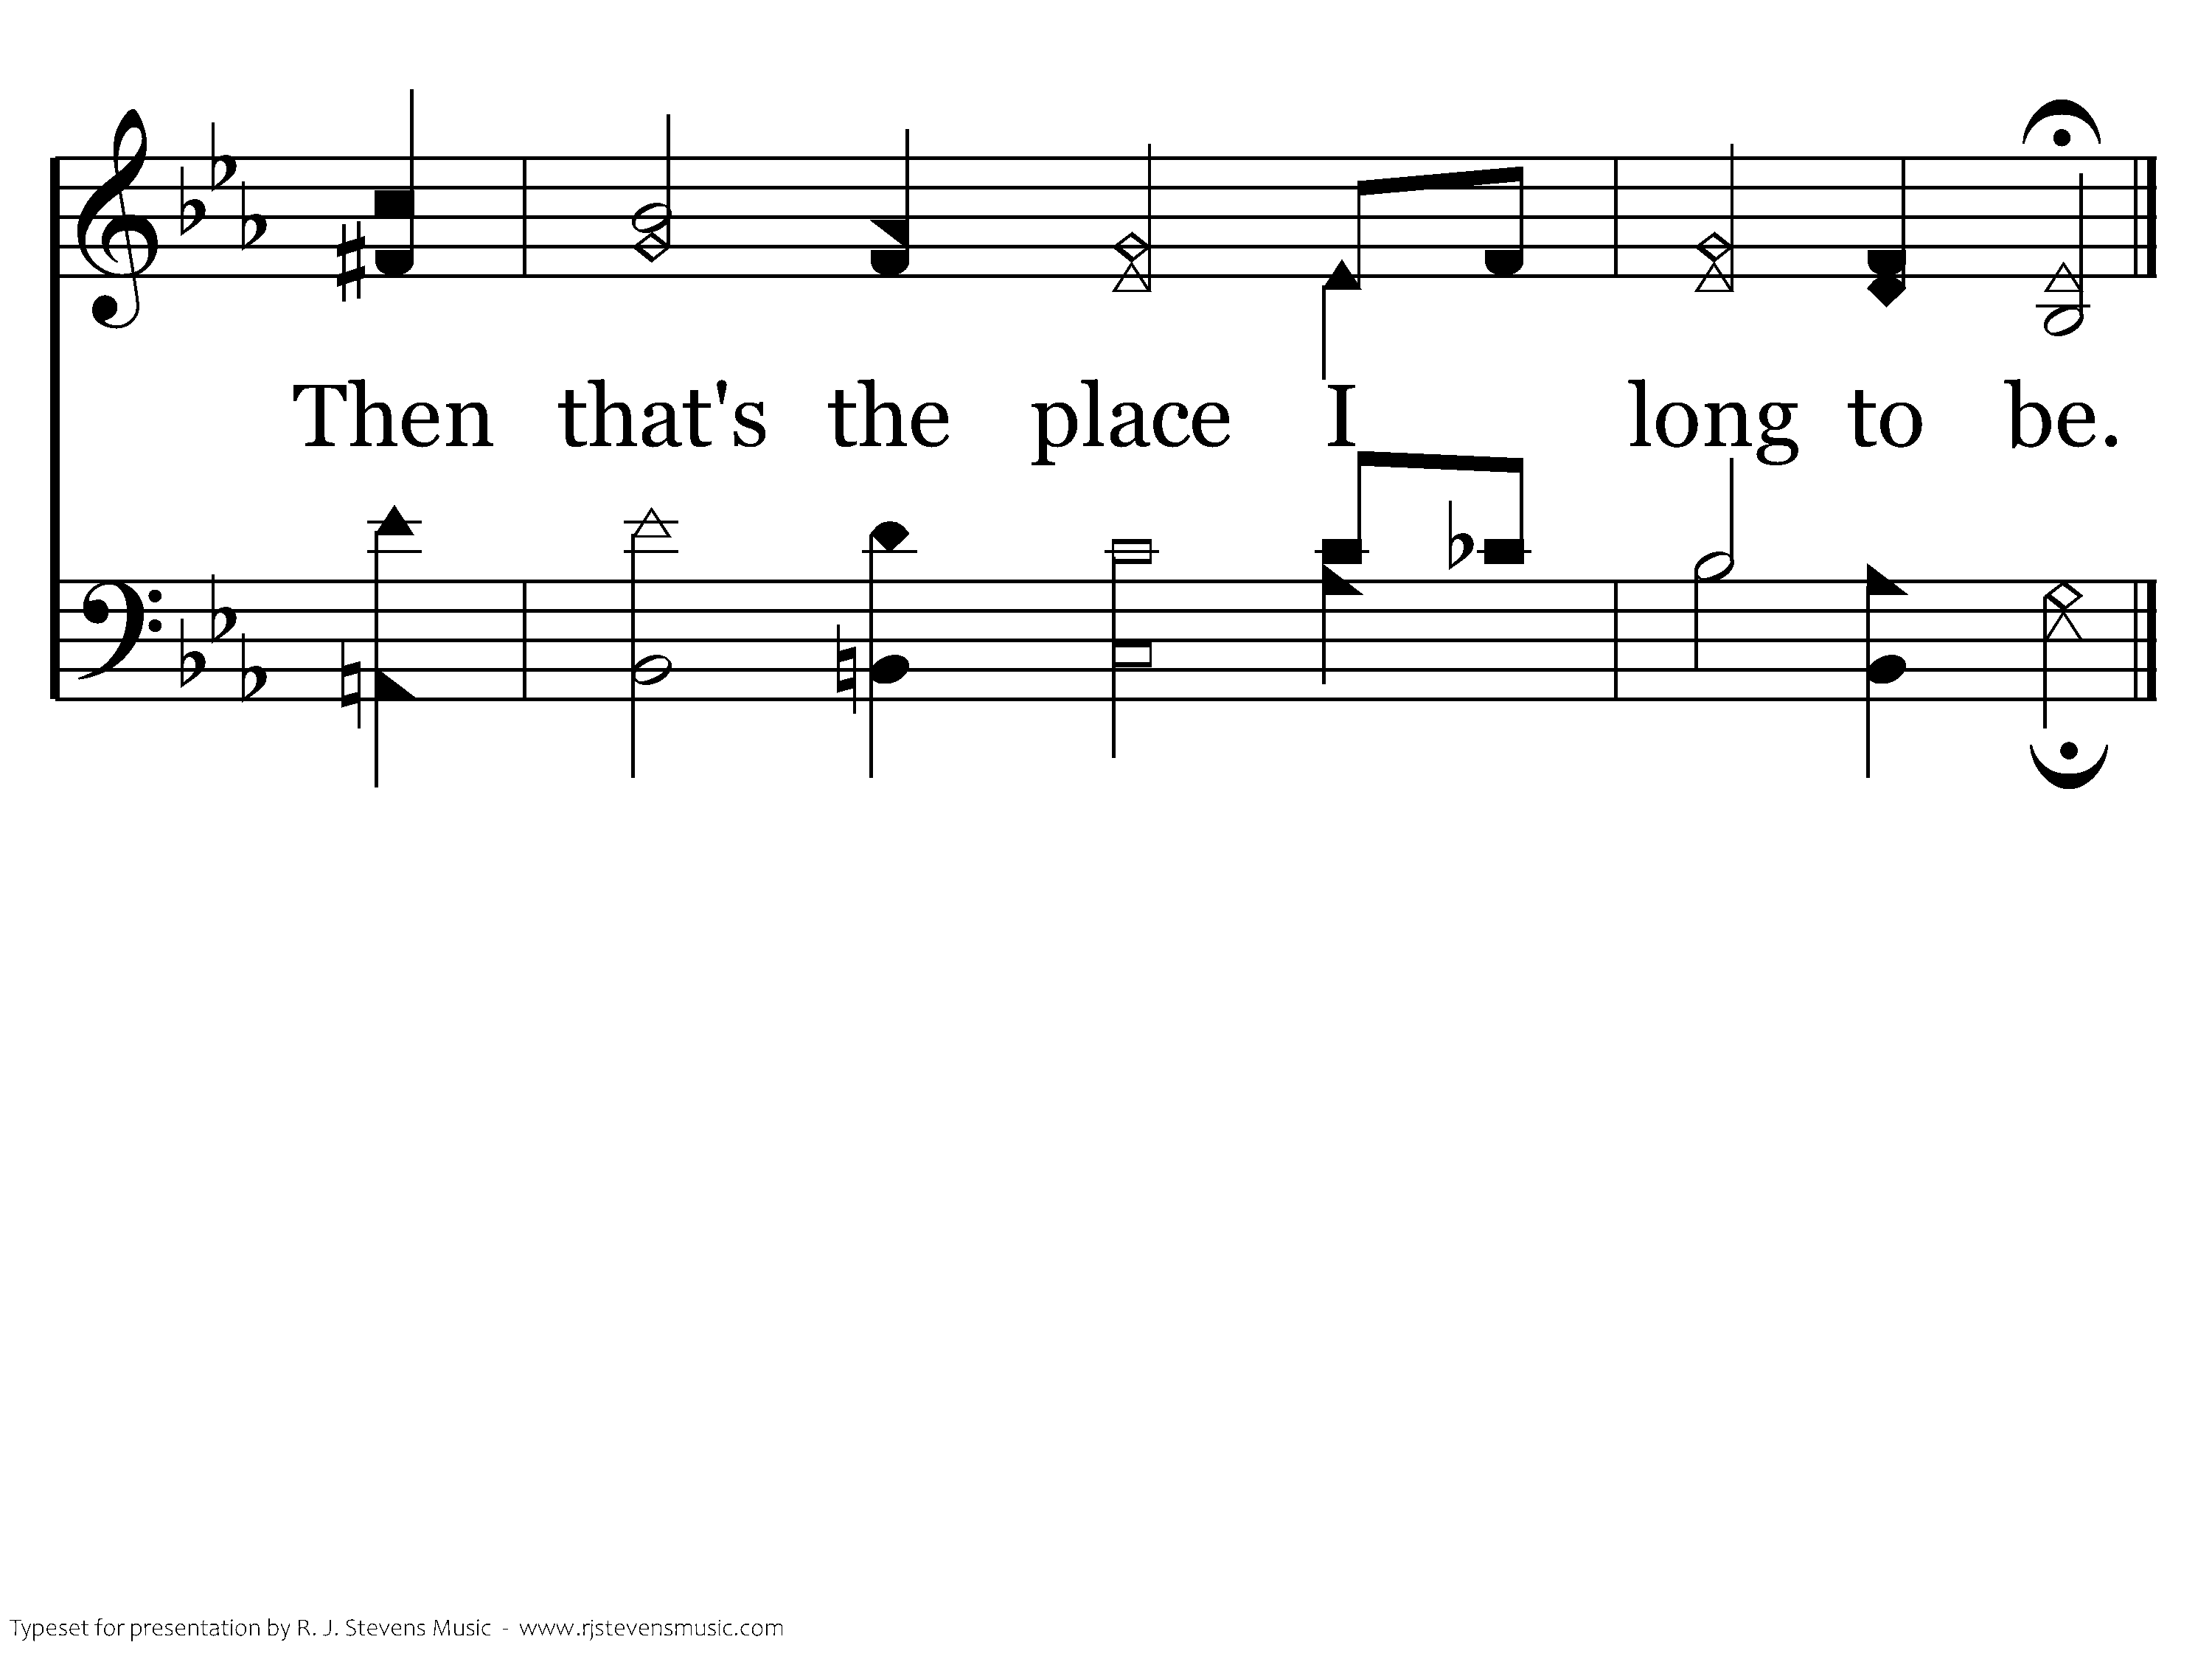 Then that's the place I long to be.
Typeset for presentation by R. J. Stevens Music - www.rjstevensmusic.com